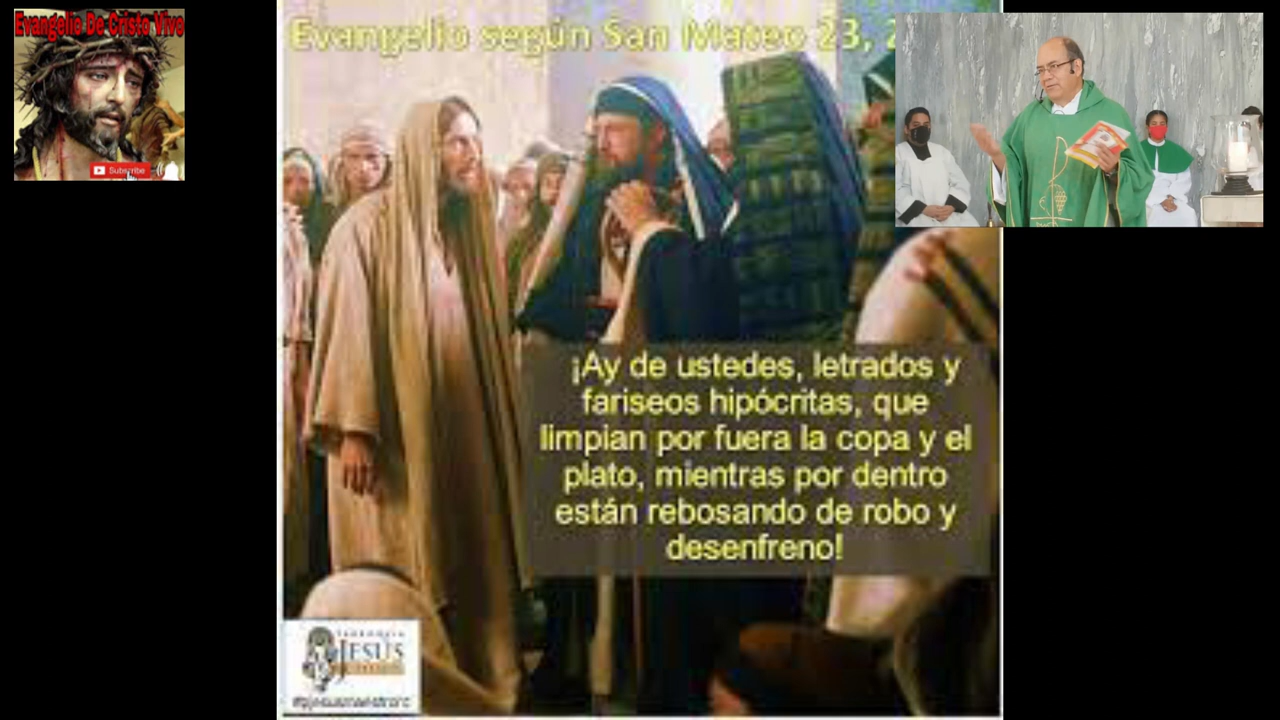 Evangelio De Cristo Vivo
Subscribe
Evangelio según San Mateo 23,
¡Ay de ustedes, letrados y
fariseos hipócritas, que
limpian por fuera la copa y el
plato, mientras por dentro
están rebosando de robo y
desenfreno!
JESÚS